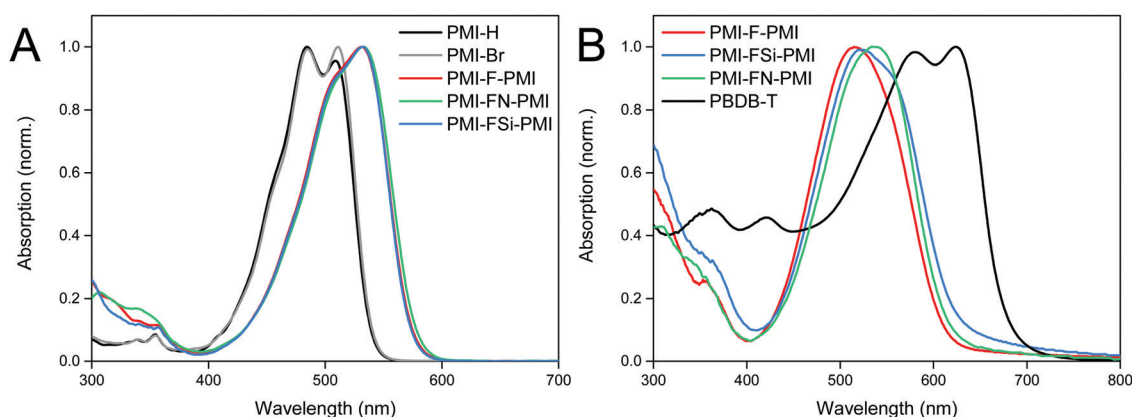 A
PMI-H
PMI-Br
PMI-F-PMI
PMI-FN-PMI
PMI-FSi-PMI
Absorption (norm.)
1.0
0.8
0.6
0.4
0.2
0.0
300
400
500
600
700
Wavelength (nm)
B
PMI-F-PMI
PMI-FSi-PMI
PMI-FN-PMI
PBDB-T
Absorption (norm.)
1.0
0.8
0.6
0.4
0.2
0.0
300
400
500
600
700
800
Wavelength (nm)